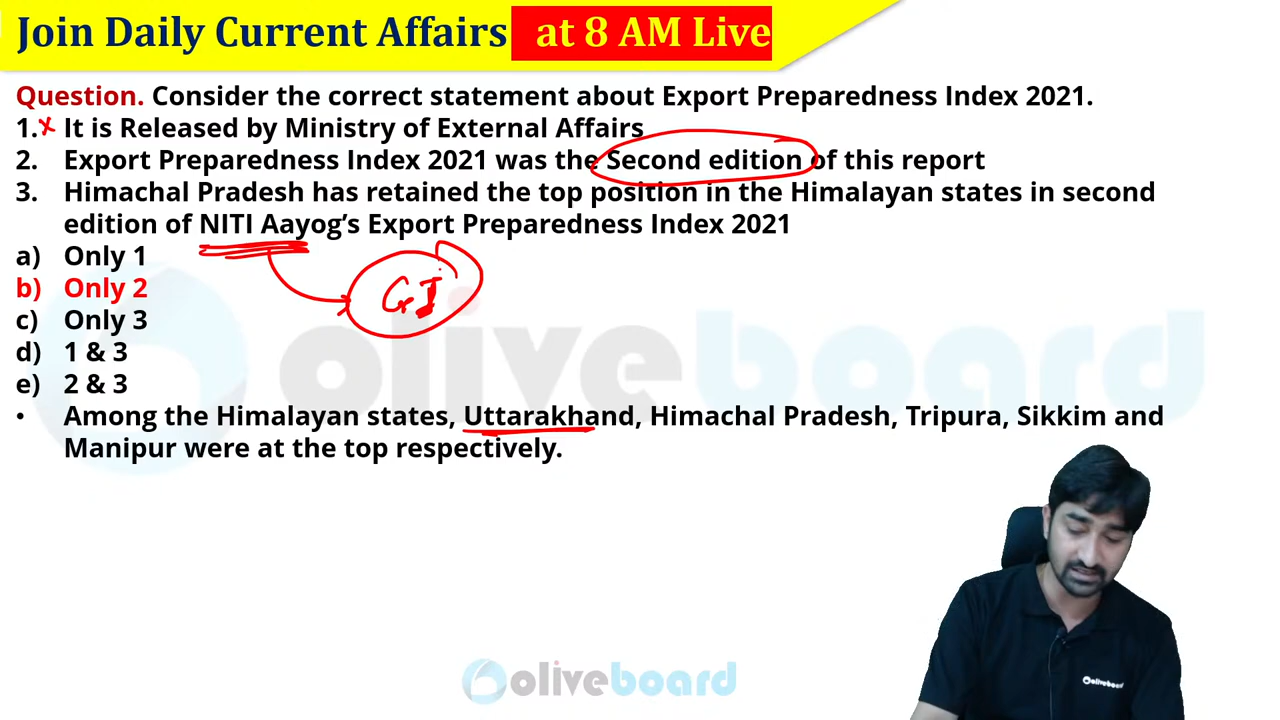 Join Daily Current Affairs at 8 AM Live
Question. Consider the correct statement about Export Preparedness Index 2021.
1. It is Released by Ministry of External Affairs
2. Export Preparedness Index 2021 was the Second edition of this report
3. Himachal Pradesh has retained the top position in the Himalayan states in second
edition of NITI Aayog’s Export Preparedness Index 2021
a) Only 1
b) Only 2
GI
c) Only 3
d) 1 & 3
e) 2 & 3
• Among the Himalayan states, Uttarakhand, Himachal Pradesh, Tripura, Sikkim and
Manipur were at the top respectively.
oliveboard
oliveboard
oliveboard